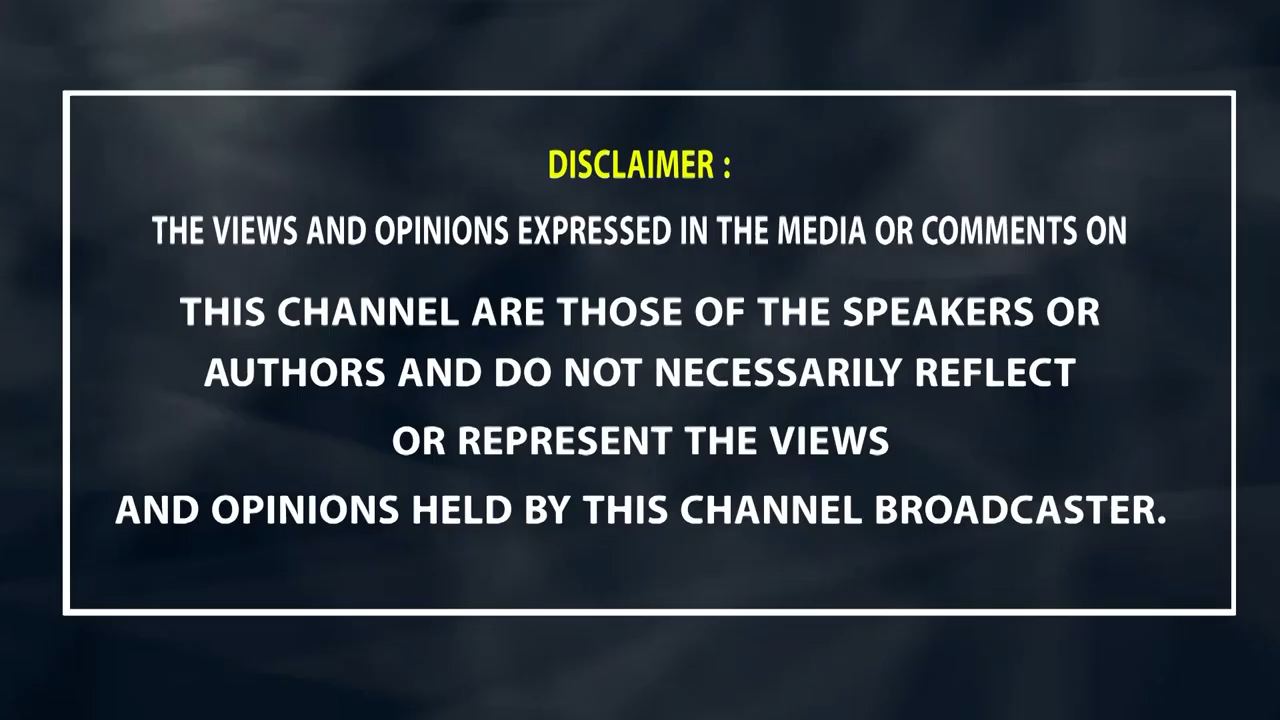 DISCLAIMER :
THE VIEWS AND OPINIONS EXPRESSED IN THE MEDIA OR COMMENTS ON
THIS CHANNEL ARE THOSE OF THE SPEAKERS OR
AUTHORS AND DO NOT NECESSARILY REFLECT
OR REPRESENT THE VIEWS
AND OPINIONS HELD BY THIS CHANNEL BROADCASTER.